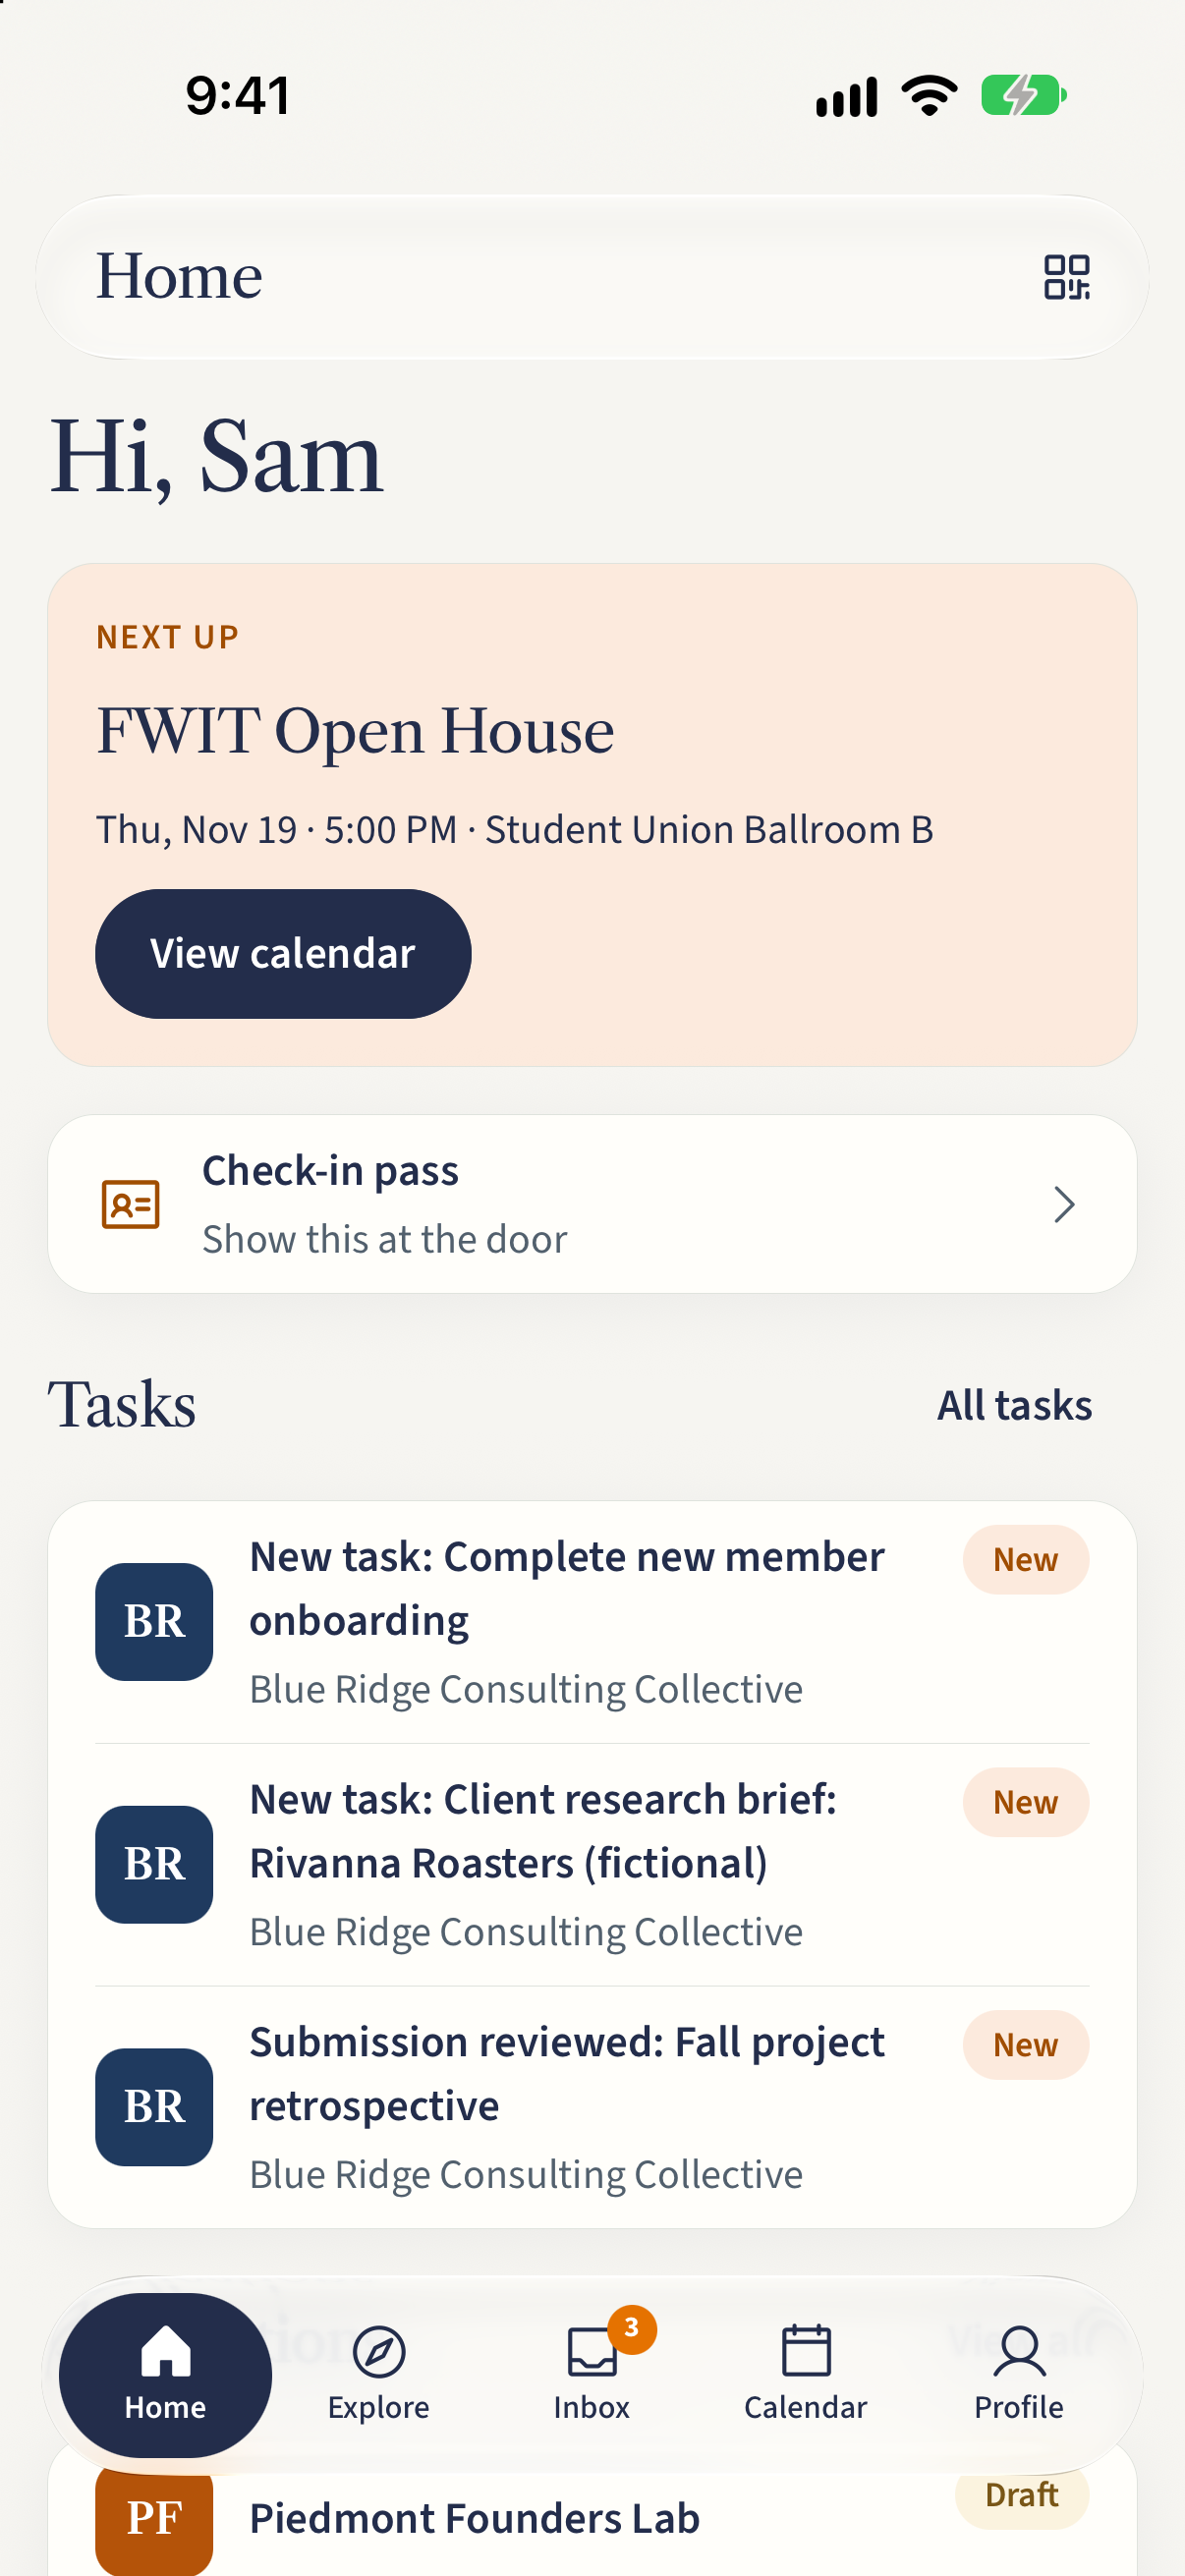 9:41
Home
Hi, Sam
NEXT UP
FWIT Open House
Thu, Nov 19 · 5:00 PM · Student Union Ballroom B
View calendar
Check-in pass
Show this at the door
Tasks
All tasks
BR
New task: Complete new member
onboarding
Blue Ridge Consulting Collective
New
BR
New task: Client research brief:
Rivanna Roasters (fictional)
Blue Ridge Consulting Collective
New
BR
Submission reviewed: Fall project
retrospective
Blue Ridge Consulting Collective
New
View all
Home
Explore
3
Inbox
Calendar
Profile
PF
Piedmont Founders Lab
Draft